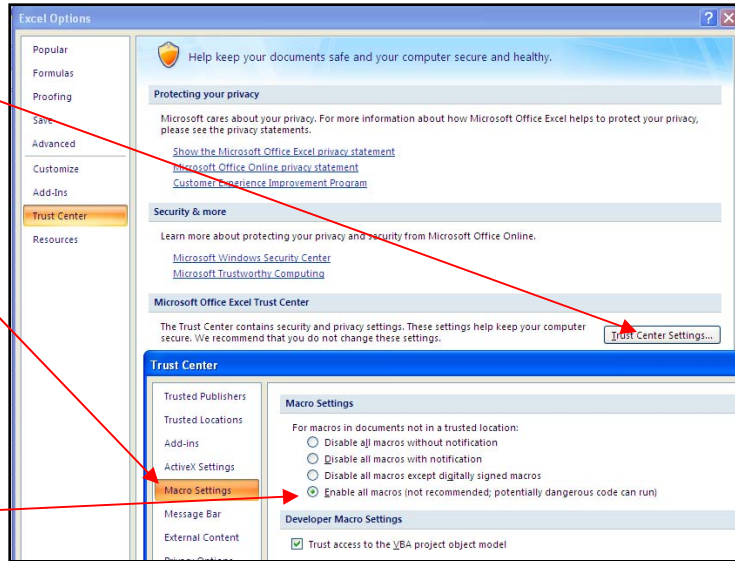 Excel Options
Popular
Formulas
Proofing
Save
Advanced
Customize
Add-Ins
Trust Center
Resources
Help keep your documents safe and your computer secure and healthy.
Protecting your privacy
Microsoft cares about your privacy. For more information about how Microsoft Office Excel helps to protect your privacy,
please see the privacy statements.
Show the Microsoft Office Excel privacy statement
Microsoft Office Online privacy statement
Customer Experience Improvement Program
Security & more
Learn more about protecting your privacy and security from Microsoft Office Online.
Microsoft Windows Security Center
Microsoft Trustworthy Computing
Microsoft Office Excel Trust Center
The Trust Center contains security and privacy settings. These settings help keep your computer
secure. We recommend that you do not change these settings.
Trust Center Settings...
Trust Center
Trusted Publishers
Trusted Locations
Add-ins
ActiveX Settings
Macro Settings
Message Bar
External Content
Privacy Options
Macro Settings
For macros in documents not in a trusted location:
Disable all macros without notification
Disable all macros with notification
Disable all macros except digitally signed macros
Enable all macros (not recommended; potentially dangerous code can run)
Developer Macro Settings
Trust access to the VBA project object model